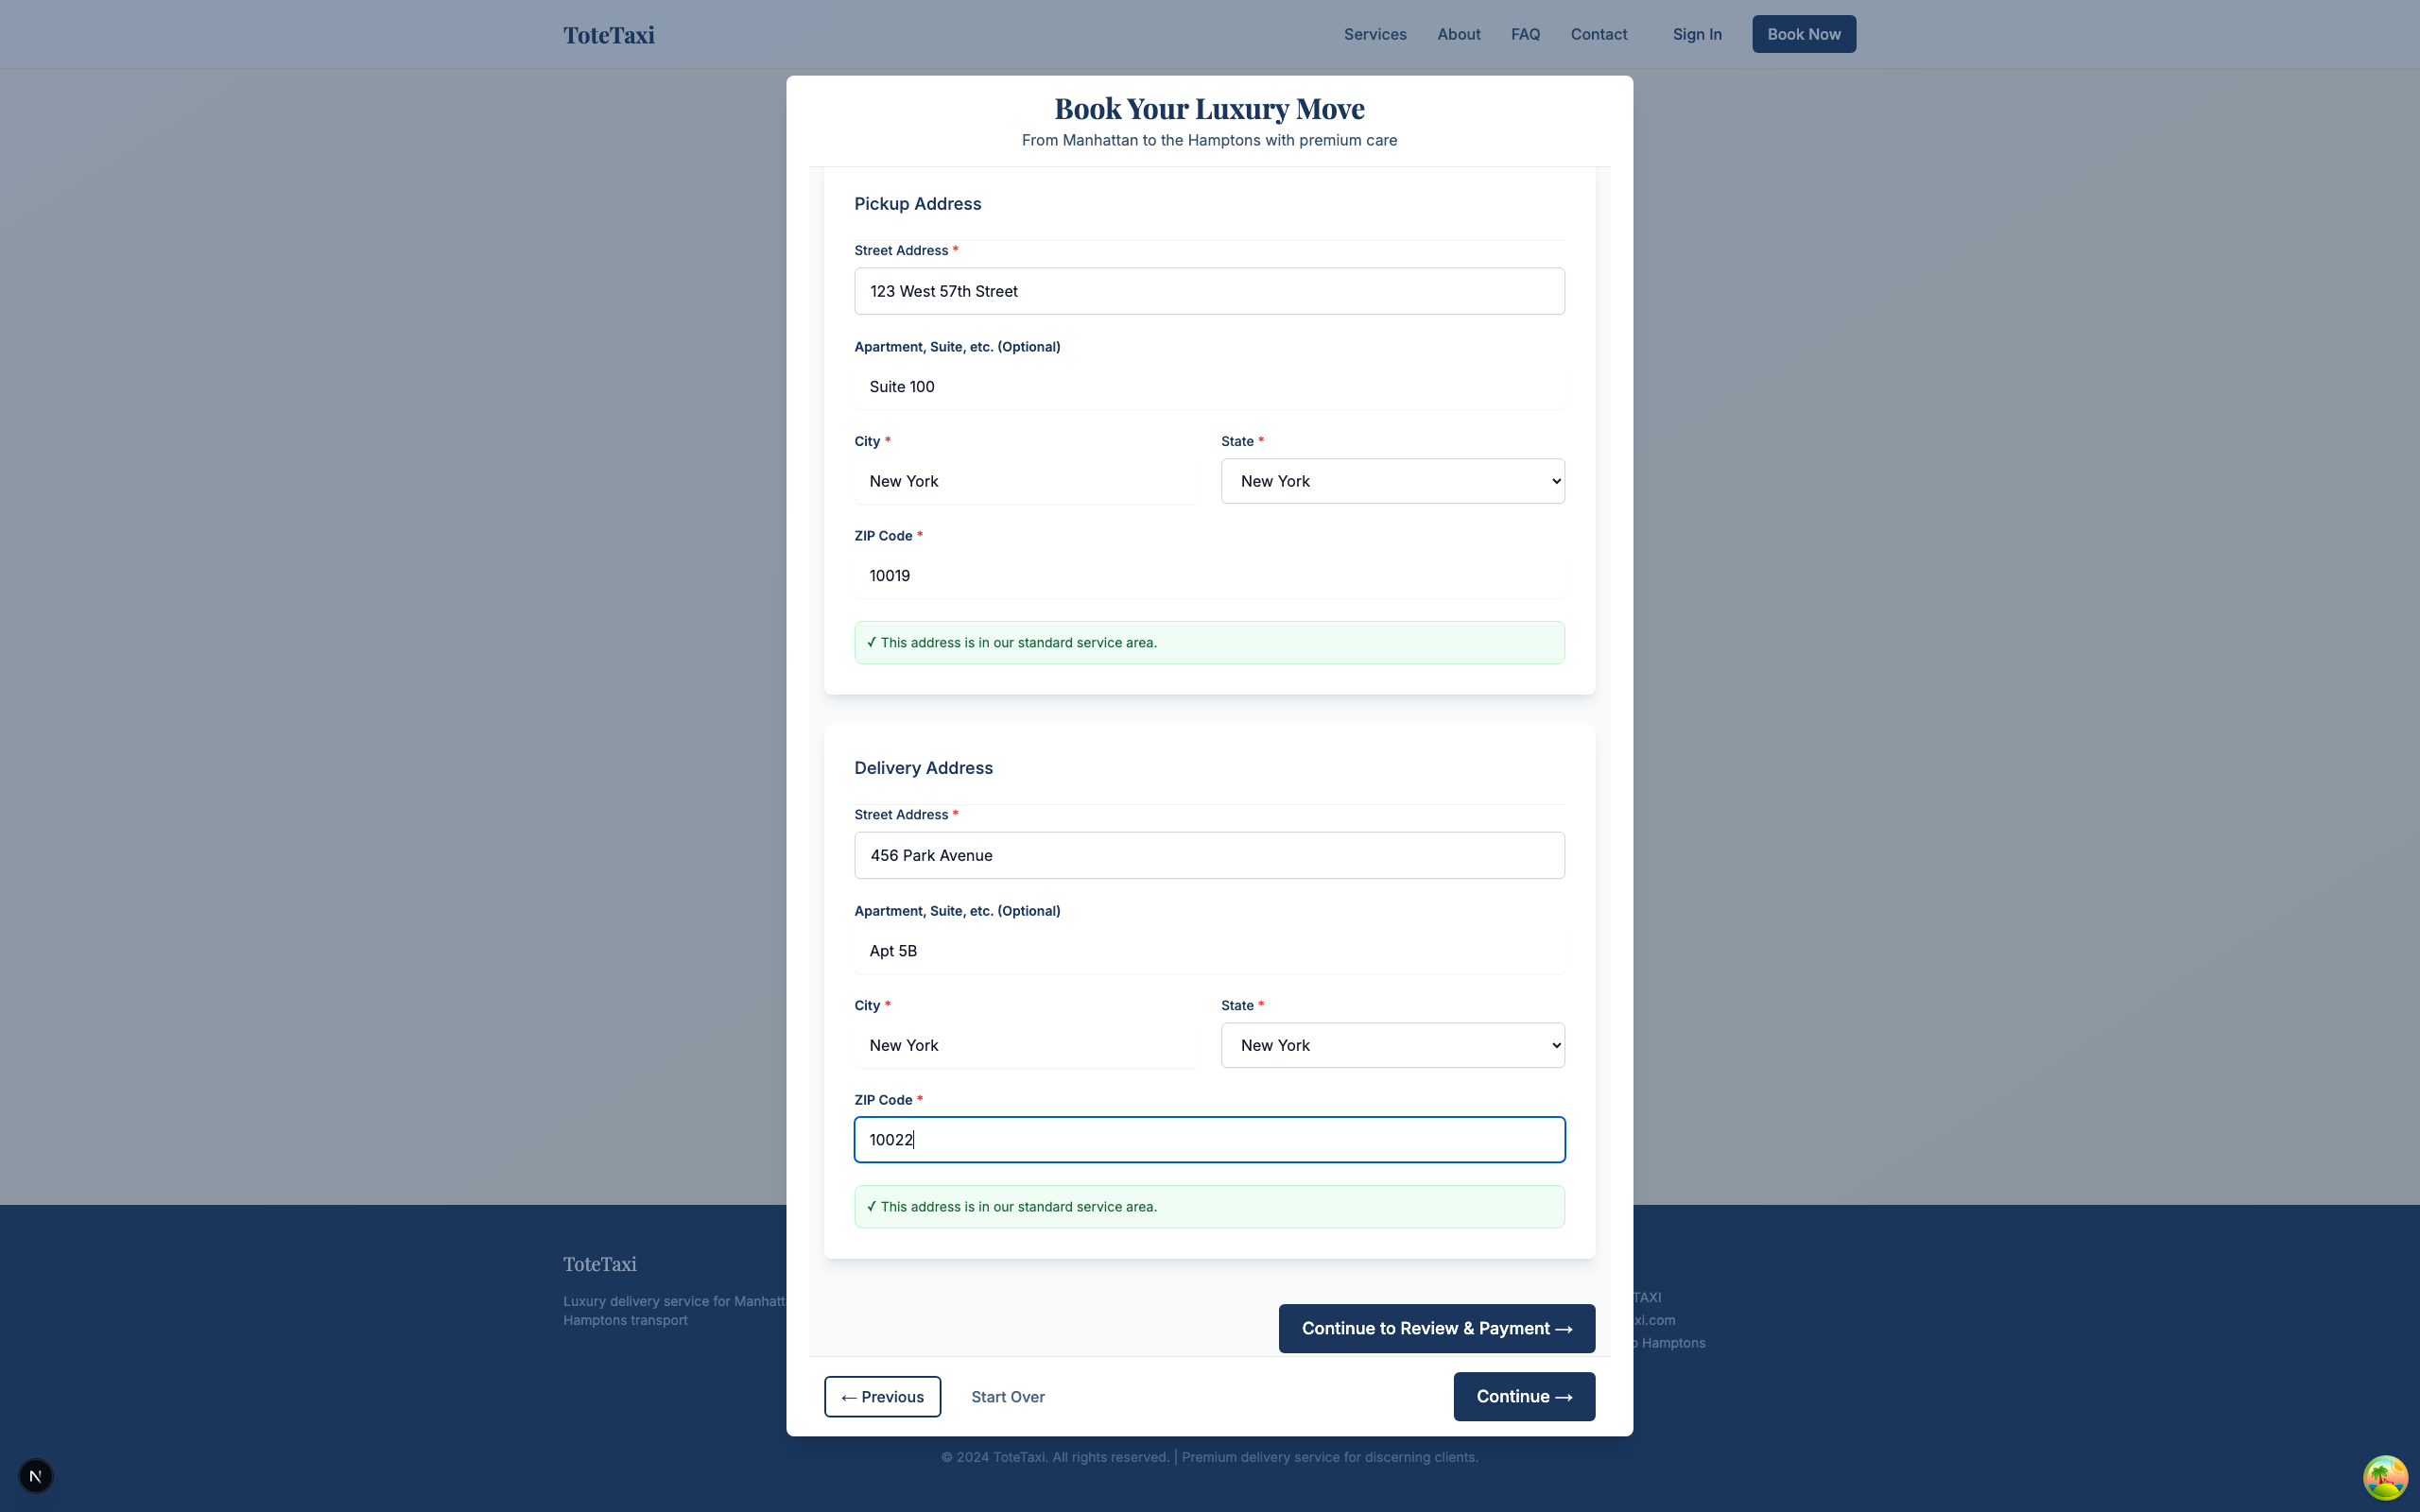 ToteTaxi
Services About FAQ Contact Sign In Book Now
Book Your Luxury Move
From Manhattan to the Hamptons with premium care
Pickup Address
Street Address *
123 West 57th Street
Apartment, Suite, etc. (Optional)
Suite 100
City * State *
New York New York
ZIP Code *
10019
✓ This address is in our standard service area.
Delivery Address
Street Address *
456 Park Avenue
Apartment, Suite, etc. (Optional)
Apt 5B
City * State *
New York New York
ZIP Code *
10022
✓ This address is in our standard service area.
Continue to Review & Payment →
← Previous Start Over Continue →
ToteTaxi
Luxury delivery service for Manhatt
Hamptons transport
TAXI
xi.com
Hamptons
© 2024 ToteTaxi. All rights reserved. | Premium delivery service for discerning clients.
N